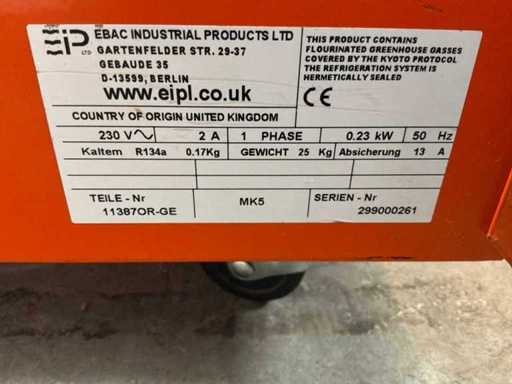 EIP LTD
EBAC INDUSTRIAL PRODUCTS LTD
GARTENFELDER STR. 29-37
GEBAUDE 35
D-13599, BERLIN
www.eipl.co.uk
THIS PRODUCT CONTAINS
FLOURINATED GREENHOUSE GASSES
COVERED BY THE KYOTO PROTOCOL
THE REFRIGERATION SYSTEM IS
HERMETICALLY SEALED
CE
COUNTRY OF ORIGIN UNITED KINGDOM
230 V~ 2 A 1 PHASE 0.23 kW 50 Hz
Kaltem R134a 0.17Kg GEWICHT 25 Kg Absicherung 13 A
TEILE - Nr MK5 SERIEN - Nr
11387OR-GE 299000261